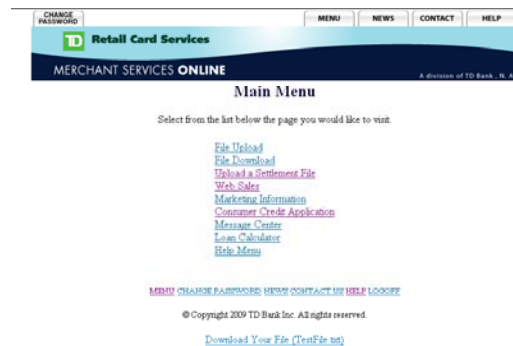 CHANGE PASSWORD
MENU NEWS CONTACT HELP
TD Retail Card Services
MERCHANT SERVICES ONLINE
A division of TD Bank, N. A
Main Menu
Select from the list below the page you would like to visit.
File Upload
File Download
Upload a Settlement File
Web Sales
Marketing Information
Consumer Credit Application
Message Center
Loan Calculator
Help Menu
MENU CHANGE PASSWORD NEWS CONTACT US HELP LOGOFF
© Copyright 2009 TD Bank Inc. All rights reserved.
Download Your File (TestFile txt)